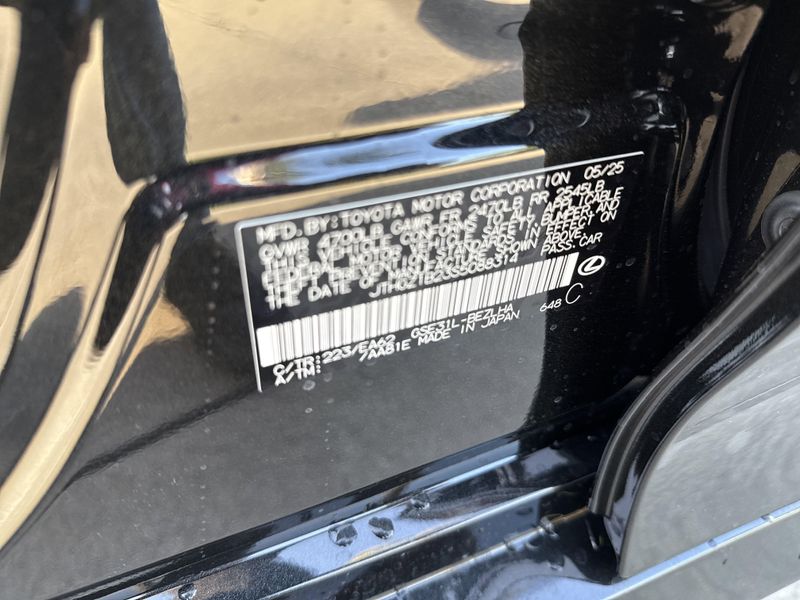 MFD.BY:TOYOTA MOTOR CORPORATION 05/25
GVWR 4700LB GAWR FR 2470LB RR 2545LB
THIS VEHICLE CONFORMS TO ALL APPLICABLE
FEDERAL MOTOR VEHICLE SAFETY, BUMPER, AND
THEFT PREVENTION STANDARDS IN EFFECT ON
THE DATE OF MANUFACTURE SHOWN ABOVE.
PASS.CAR
C/TR:223/EA62 GSE31L-BEZLHA 648 C
A/TM: /AA81E MADE IN JAPAN